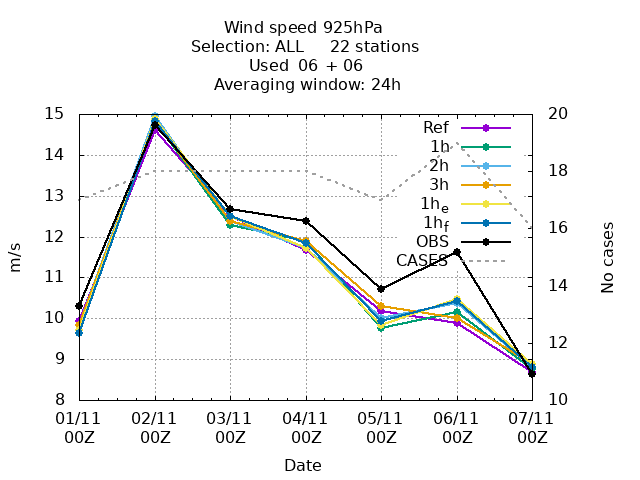 Wind speed 925hPa
Selection: ALL 22 stations
Used 06 + 06
Averaging window: 24h
15 20
14 18
13
12 16
11
14
10
12
9
8 10
Ref
1h
2h
3h
1he
1hf
OBS
CASES
m/s
No cases
01/11 02/11 03/11 04/11 05/11 06/11 07/11
00Z 00Z 00Z 00Z 00Z 00Z 00Z
Date